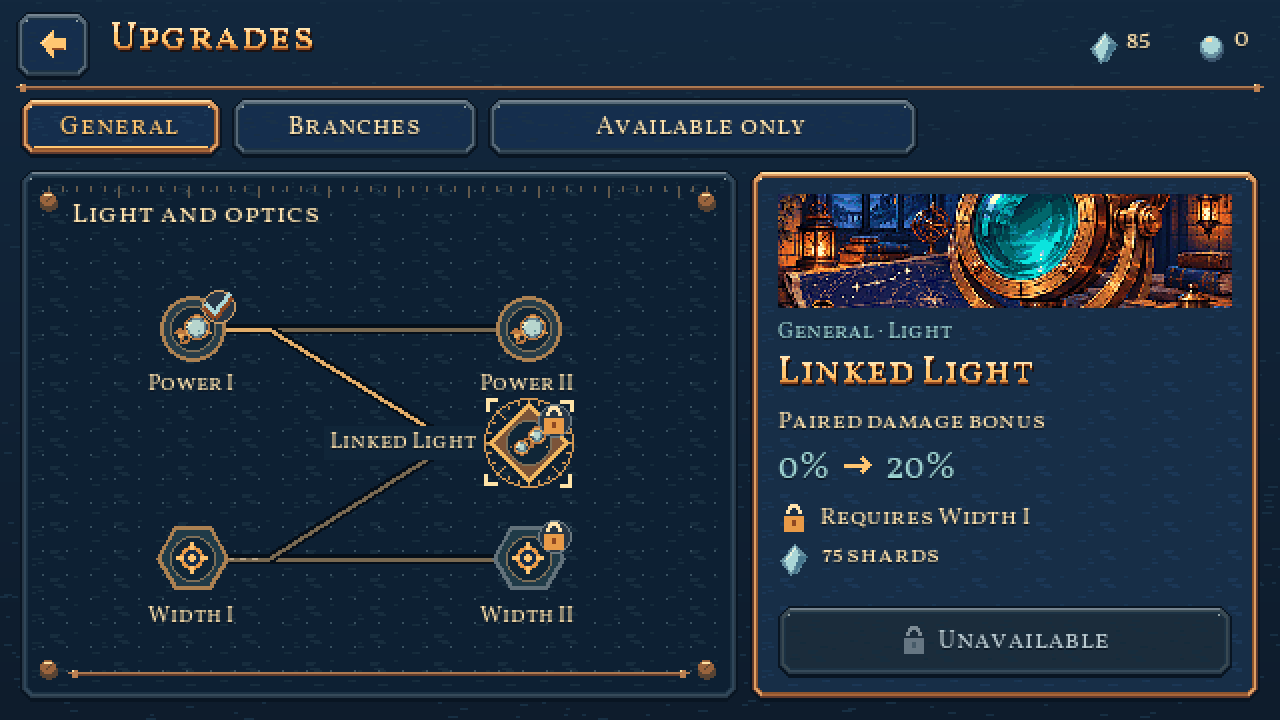 Upgrades
85
0
General
Branches
Available only
Light and optics
Power I
Power II
Linked Light
Width I
Width II
General · Light
Linked Light
Paired damage bonus
0% → 20%
Requires Width I
75 shards
Unavailable